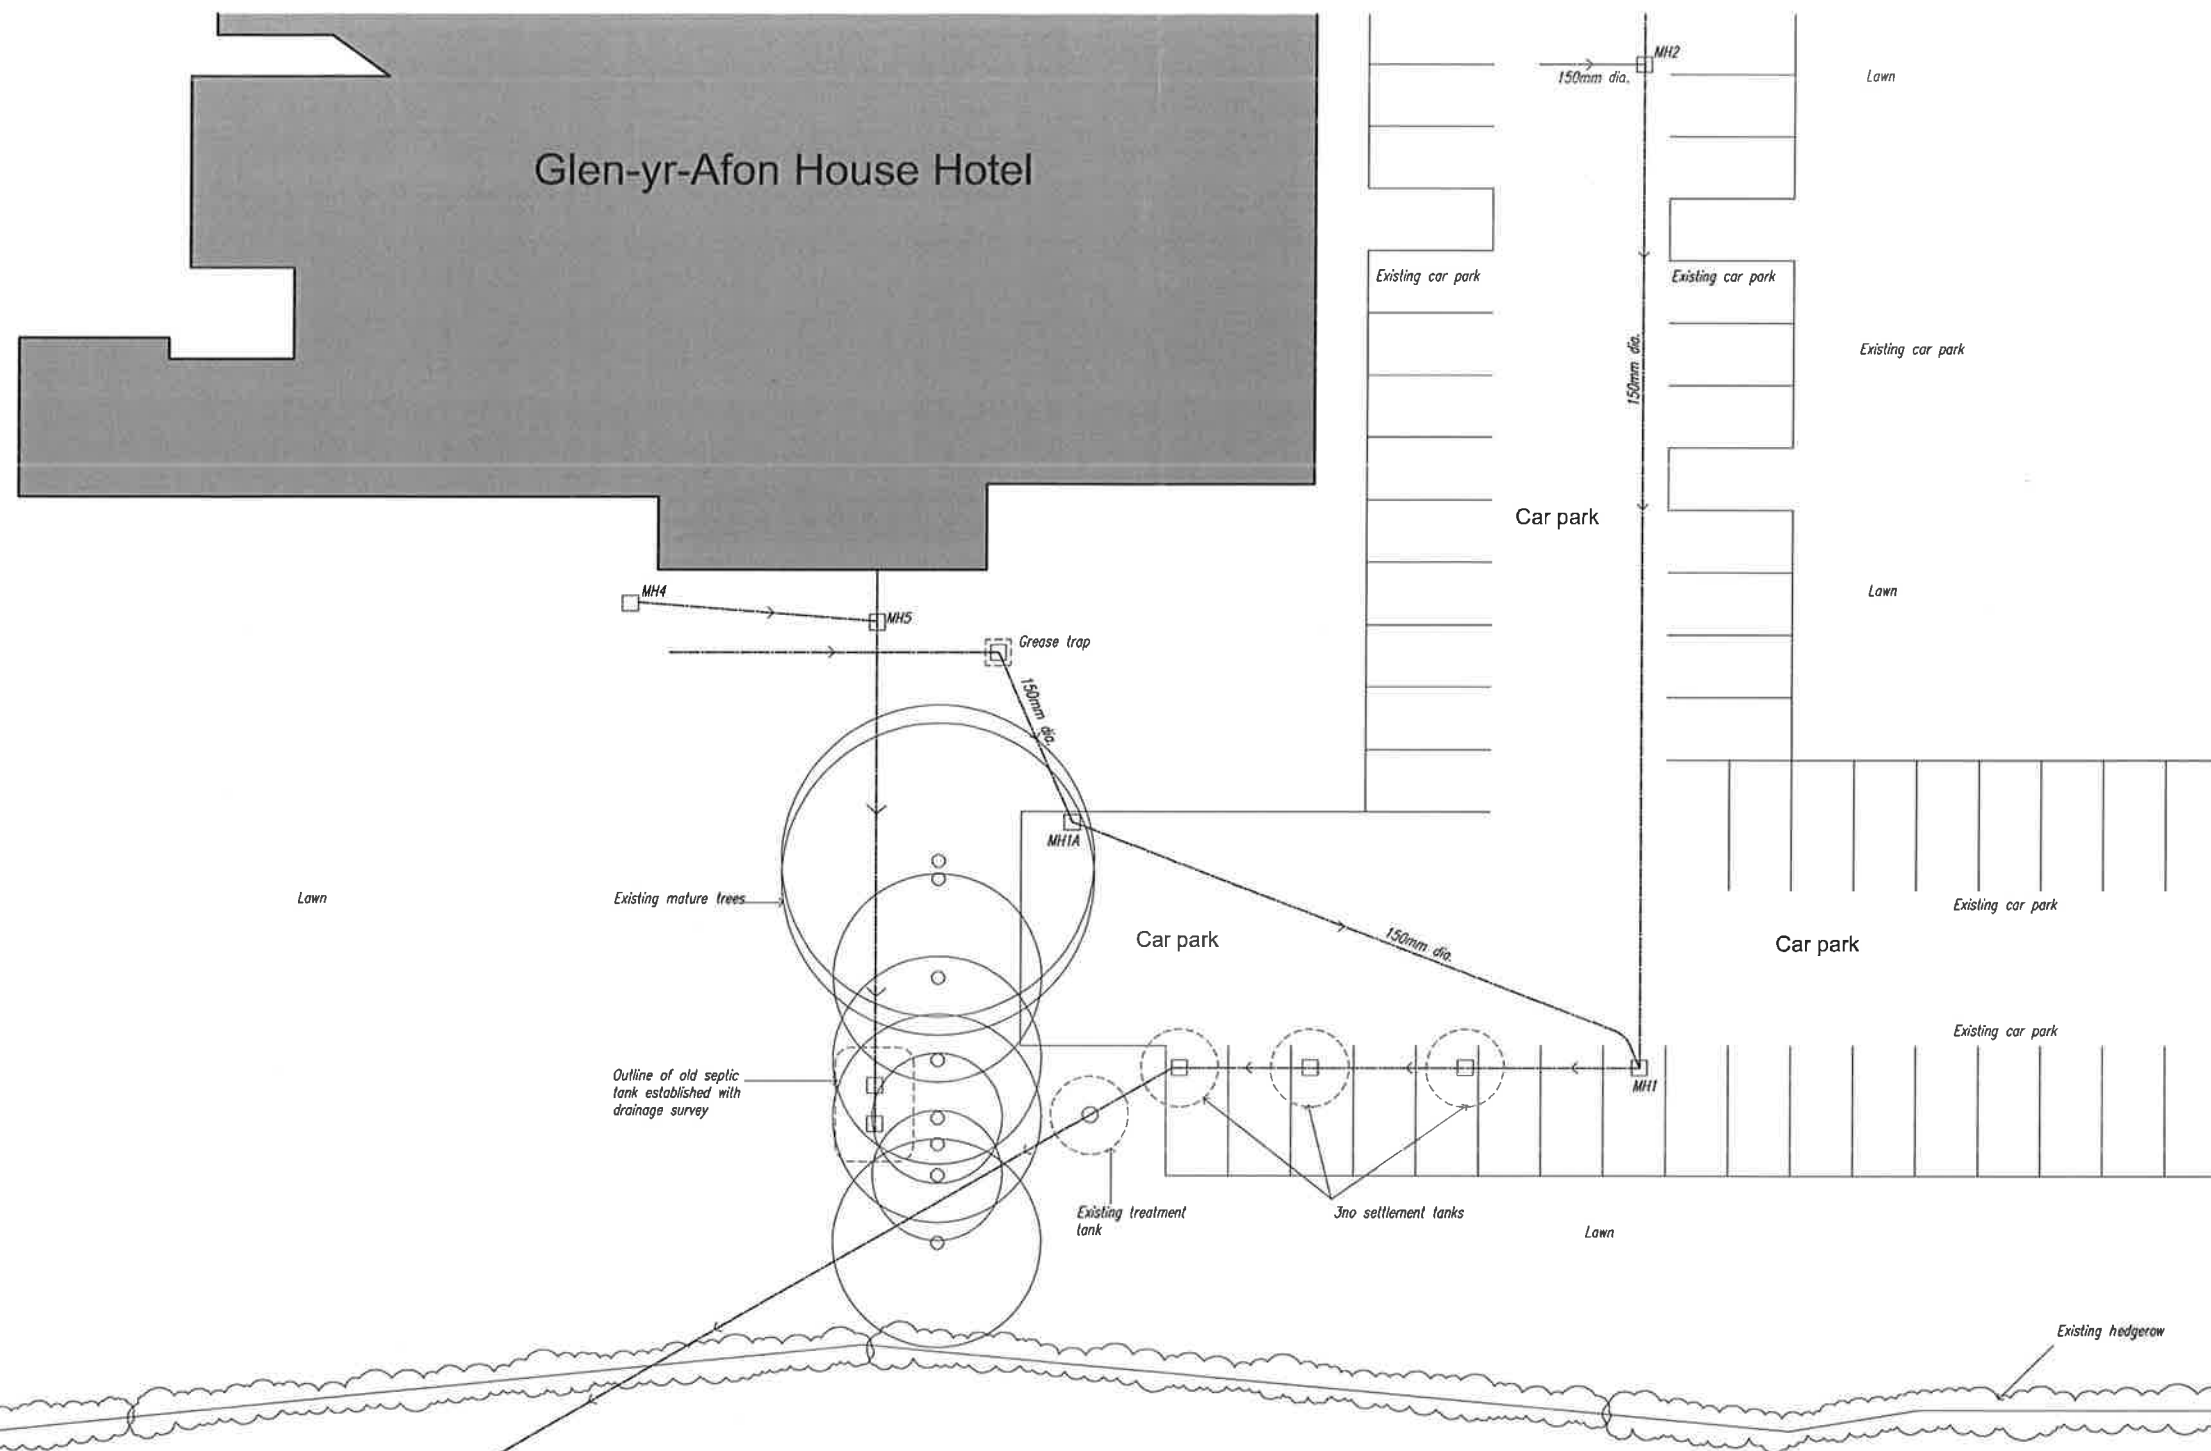 MH2
150mm dia.
Lawn
Glen-yr-Afon House Hotel
Existing car park
Existing car park
150mm dia.
Existing car park
Car park
MH4
MH5
Lawn
Grease trap
150mm dia.
MH1A
Lawn
Existing mature trees
Existing car park
Car park
150mm dia.
Car park
Existing car park
Outline of old septic
tank established with
drainage survey
MH1
Existing treatment
tank
3no settlement tanks
Lawn
Existing hedgerow